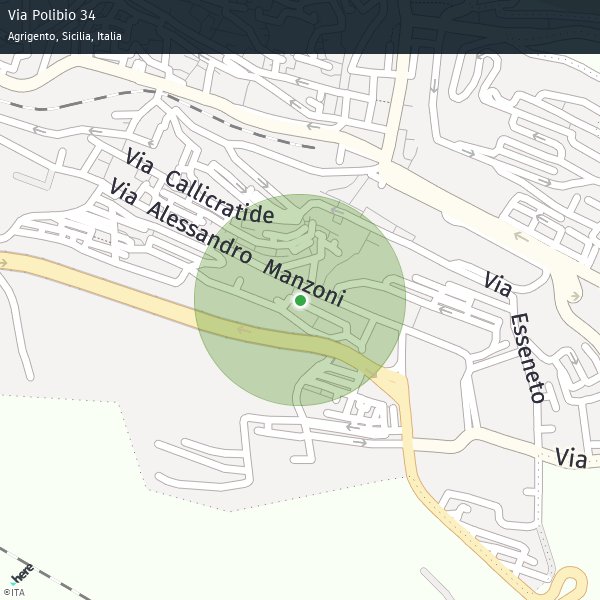 Via Polibio 34
Agrigento, Sicilia, Italia
Via Callicratide
Via Alessandro Manzoni
Via Esseneto
Via
here
©ITA